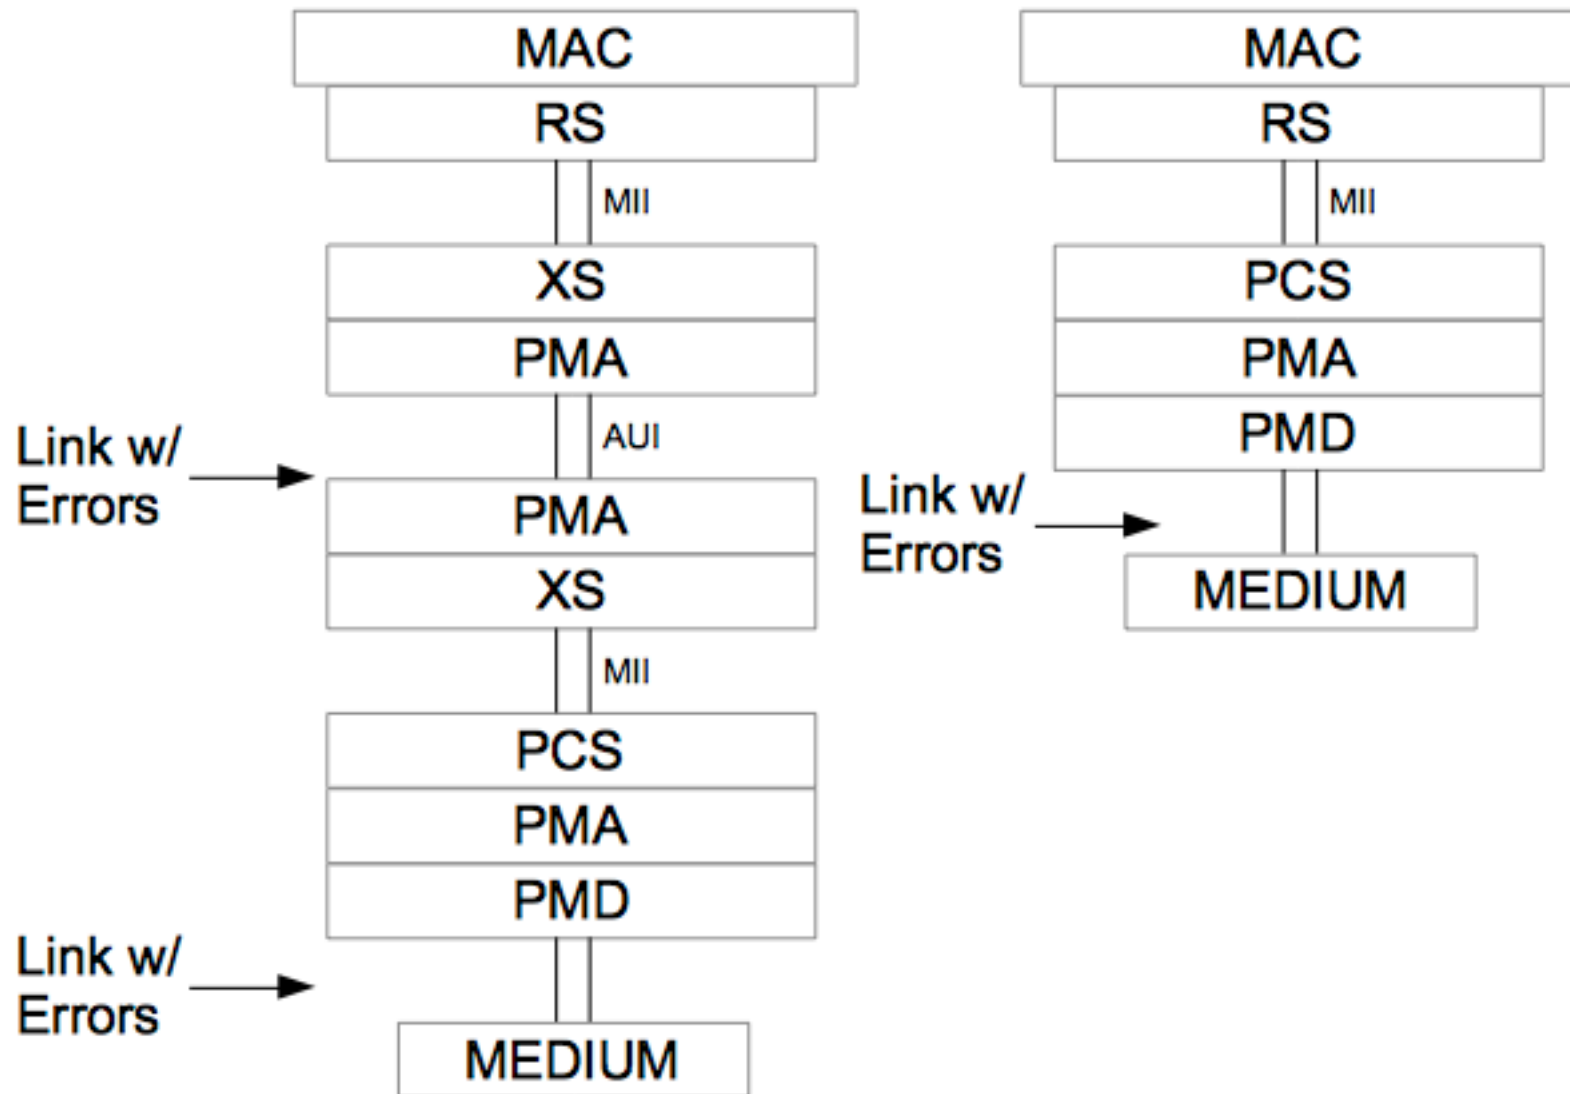 MAC
RS
MII
XS
PMA
Link w/
Errors
AUI
PMA
XS
MII
PCS
PMA
PMD
Link w/
Errors
MEDIUM
MAC
RS
MII
PCS
PMA
PMD
Link w/
Errors
MEDIUM